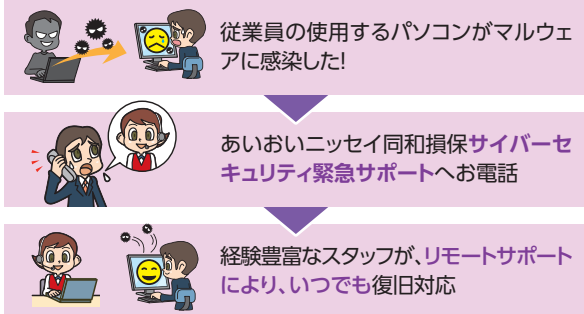 従業員の使用するパソコンがマルウェ
アに感染した!
あいおいニッセイ同和損保サイバーセ
キュリティ緊急サポートへお電話
経験豊富なスタッフが、リモートサポート
により、いつでも復旧対応